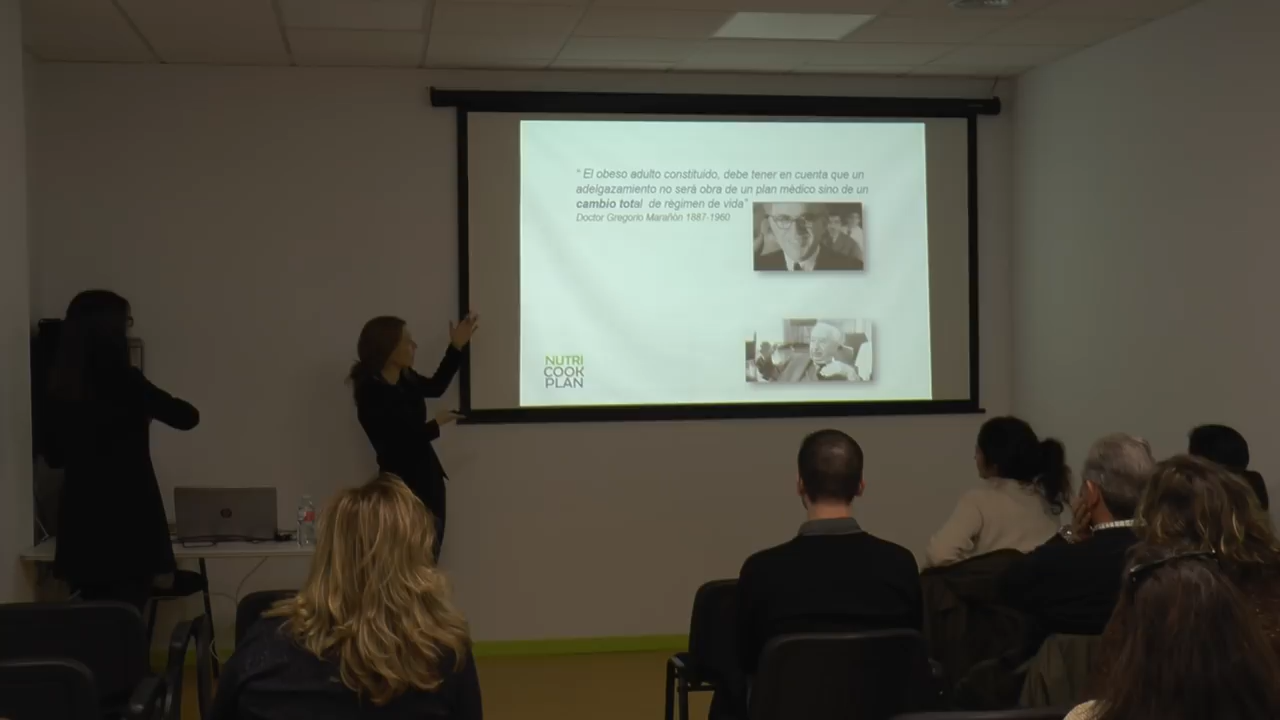 “ El obeso adulto constituido, debe tener en cuenta que un
adelgazamiento no será obra de un plan médico sino de un
cambio total de régimen de vida”
Doctor Gregorio Marañón 1887-1960
NUTRI
COOK
PLAN